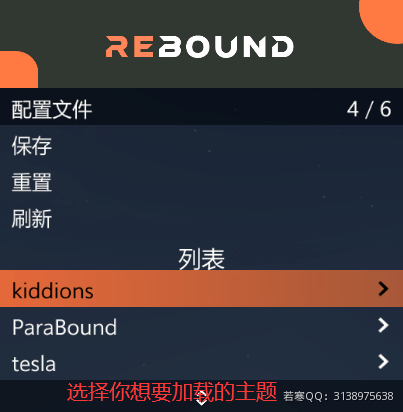 REBOUND
配置文件 4 / 6
保存
重置
刷新
列表
kiddions
ParaBound
tesla
选择你想要加载的主题 若寒QQ：3138975638